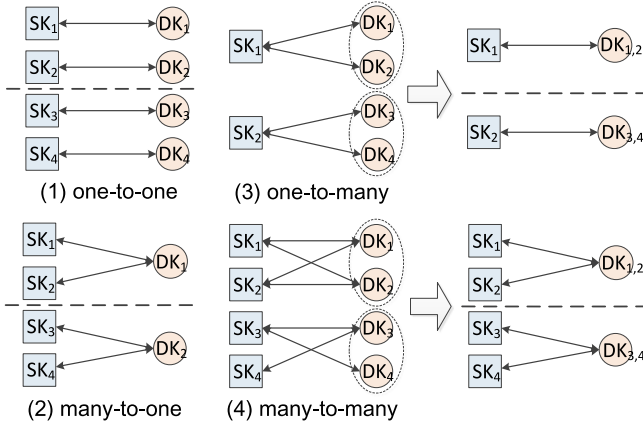 SK1 DK1
SK2 DK2
SK3 DK3
SK4 DK4
(1) one-to-one
SK1 DK1
DK2
SK2 DK3
DK4
(3) one-to-many
SK1 DK1,2
SK2 DK3,4
SK1
DK1
SK2
SK3
DK2
SK4
(2) many-to-one
SK1 DK1
SK2 DK2
SK3 DK3
SK4 DK4
(4) many-to-many
SK1
DK1,2
SK2
SK3
DK3,4
SK4